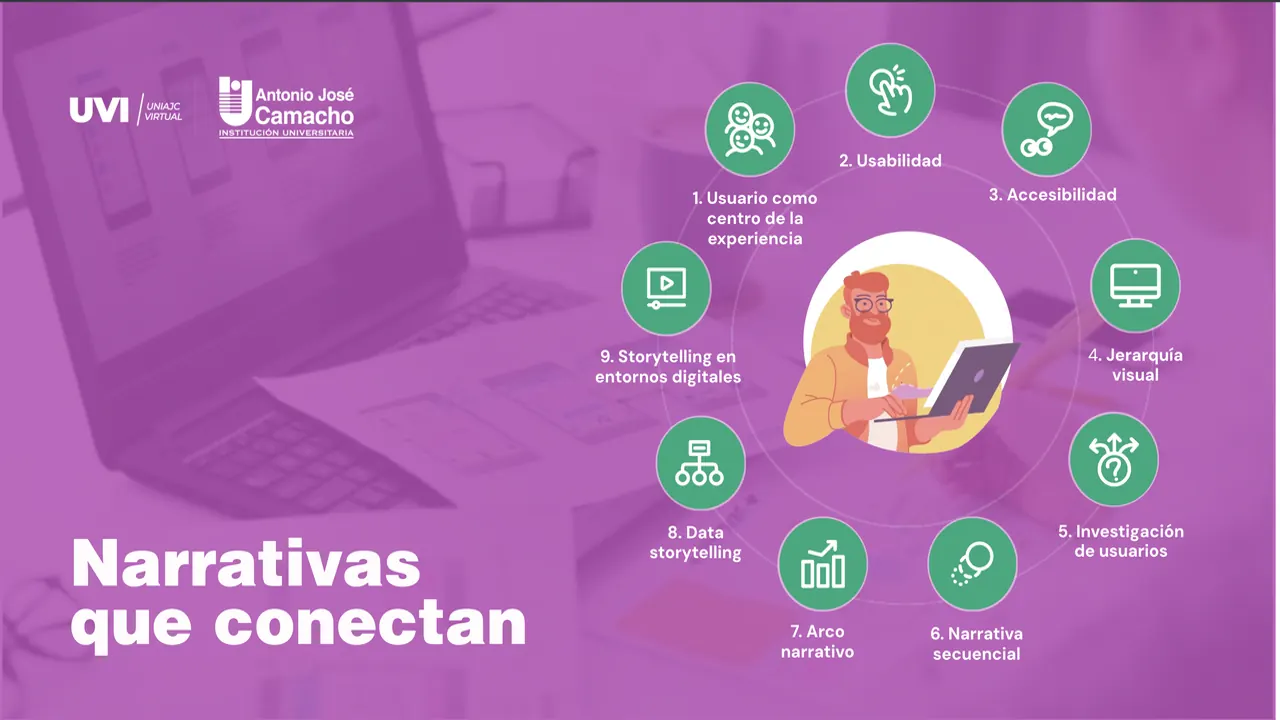 UVI
UNIAJC
VIRTUAL
Antonio José
Camacho
INSTITUCIÓN UNIVERSITARIA
1. Usuario como
centro de la
experiencia
2. Usabilidad
3. Accesibilidad
4. Jerarquía
visual
5. Investigación
de usuarios
6. Narrativa
secuencial
7. Arco
narrativo
8. Data
storytelling
9. Storytelling en
entornos digitales
Narrativas
que conectan